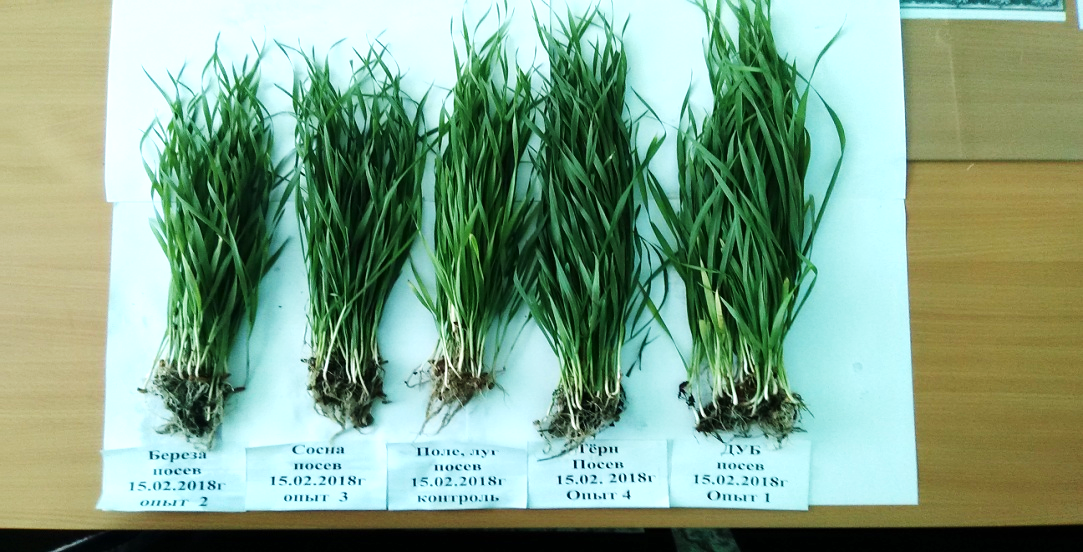 Береза
посев
15.02.2018г
опыт 2
Сосна
посев
15.02.2018г
опыт 3
Поле, луг
посев
15.02.2018г
контроль
Тёрн
Посев
15.02. 2018г
Опыт 4
ДУБ
посев
15.02.2018г
Опыт 1